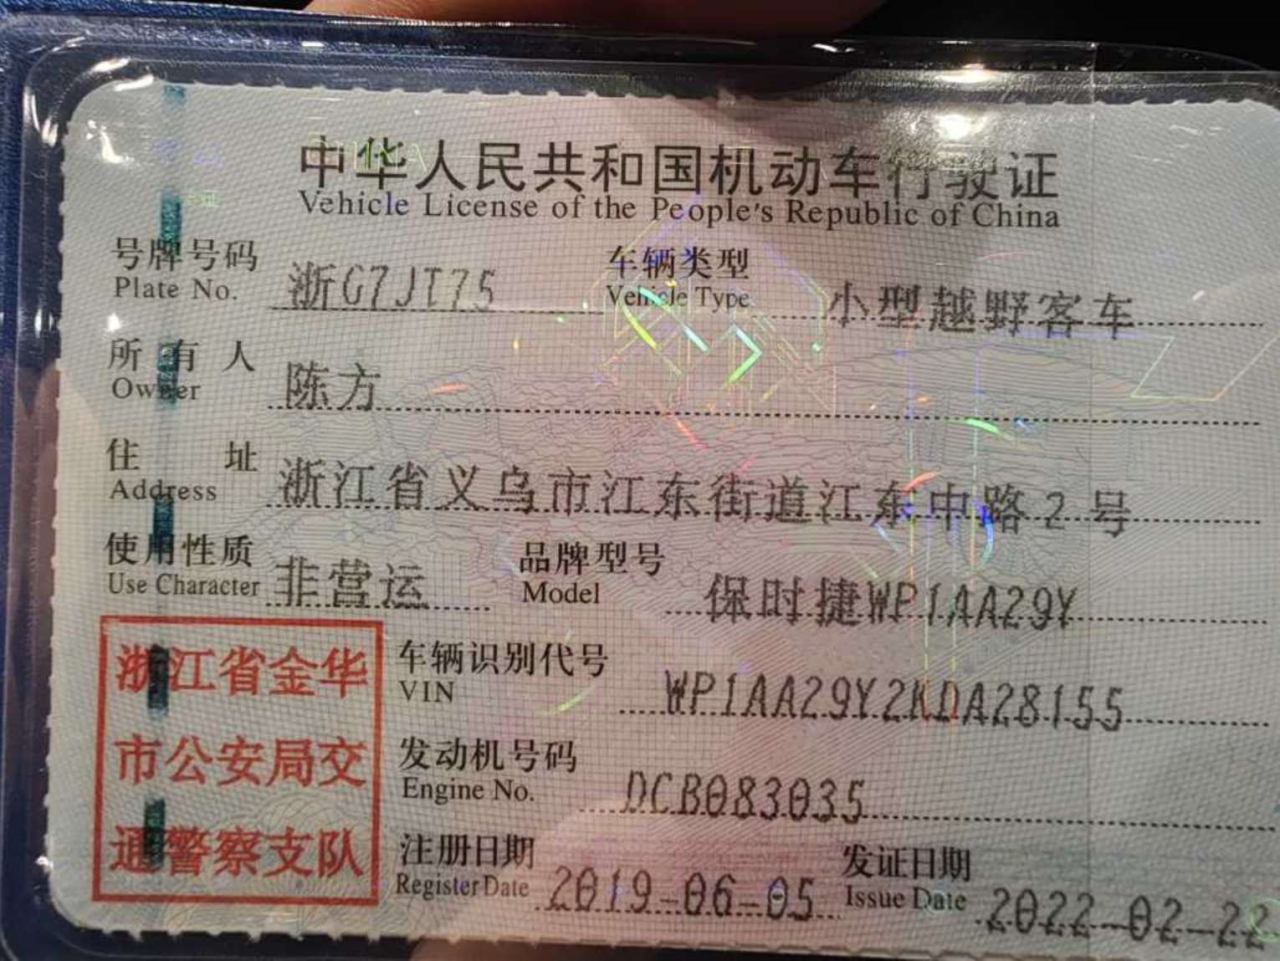 中华人民共和国机动车行驶证
Vehicle License of the People's Republic of China
号牌号码 浙G7JT75 车辆类型 小型越野客车
Plate No. Vehicle Type
所有人 陈方
Owner
住址 浙江省义乌市江东街道江东中路2号
Address
使用性质 非营运 品牌型号 保时捷WP1AA29Y
Use Character Model
浙江省金华
市公安局交
通警察支队
车辆识别代号 WP1AA29Y2KDA28155
VIN
发动机号码 DCB083035
Engine No.
注册日期 2019-06-05 发证日期 2022-02-22
Register Date Issue Date